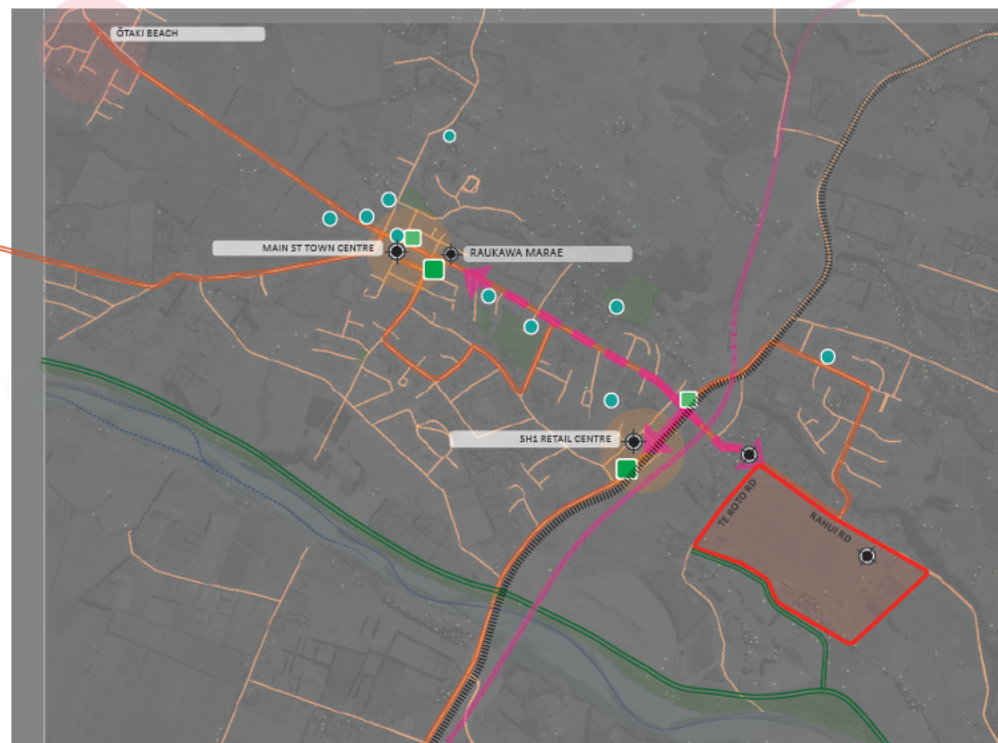 ŌTAKI BEACH
MAIN ST TOWN CENTRE
RAUKAWA MARAE
SH1 RETAIL CENTRE
TE ROTO RD
RAHUI RD